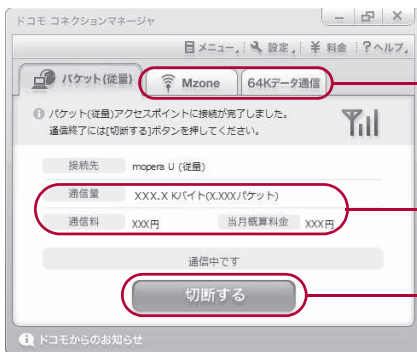 ドコモ コネクションマネージャ
メニュー 設定 料金 ?ヘルプ
パケット(従量) Mzone 64Kデータ通信
パケット(従量)アクセスポイントに接続が完了しました。
通信終了には[切断する]ボタンを押してください。
接続先 mopera U (従量)
通信量 XXX.X Kバイト(X.XXXパケット)
通信料 XXX円 当月概算料金 XXX円
通信中です
切断する
ドコモからのお知らせ